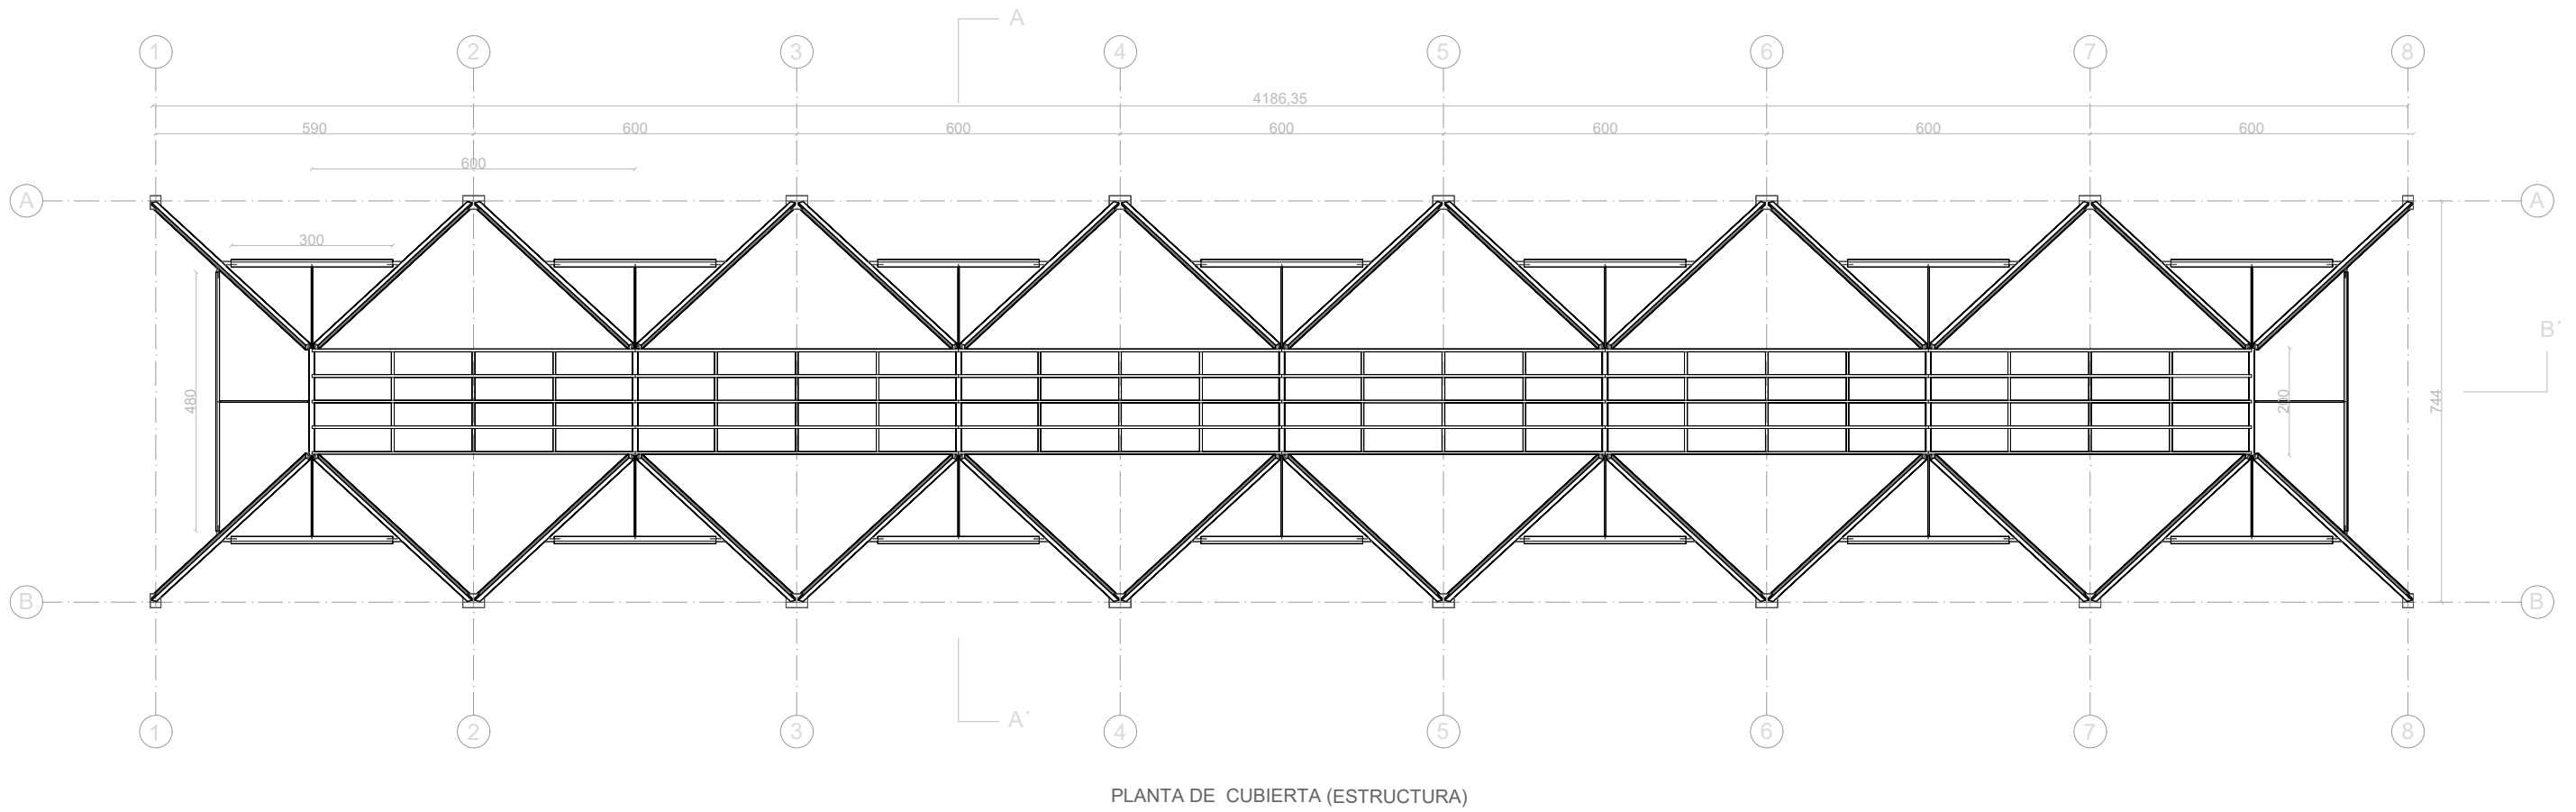 A
1 2 3 4 5 6 7 8
4186,35
590 600 600 600 600 600 600
600
A A
300
B´
480 200 744
B B
A´
1 2 3 4 5 6 7 8
PLANTA DE CUBIERTA (ESTRUCTURA)